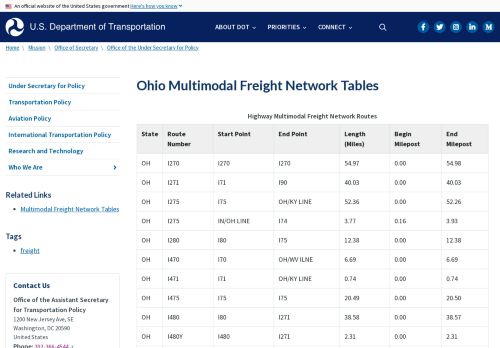 An official website of the United States government Here's how you know
U.S. Department of Transportation
ABOUT DOT
PRIORITIES
CONNECT
Home \ Mission \ Office of Secretary \ Office of the Under Secretary for Policy
Under Secretary for Policy
Transportation Policy
Aviation Policy
International Transportation Policy
Research and Technology
Who We Are
Related Links
Multimodal Freight Network Tables
Tags
freight
Contact Us
Office of the Assistant Secretary for Transportation Policy
1200 New Jersey Ave, SE
Washington, DC 20590
United States
Phone: 202-366-4544
Ohio Multimodal Freight Network Tables
Highway Multimodal Freight Network Routes
State Route Number Start Point End Point Length (Miles) Begin Milepost End Milepost
OH I270 I270 I270 54.97 0.00 54.98
OH I271 I71 I90 40.03 0.00 40.03
OH I275 I75 OH/KY LINE 52.36 0.00 52.26
OH I275 IN/OH LINE I74 3.77 0.16 3.93
OH I280 I80 I75 12.38 0.00 12.38
OH I470 I70 OH/WV ILNE 6.69 0.00 6.69
OH I471 I71 OH/KY LINE 0.74 0.00 0.74
OH I475 I75 I75 20.49 0.00 20.50
OH I480 I80 I271 38.58 0.00 38.57
OH I480Y I480 I271 2.31 0.00 2.31